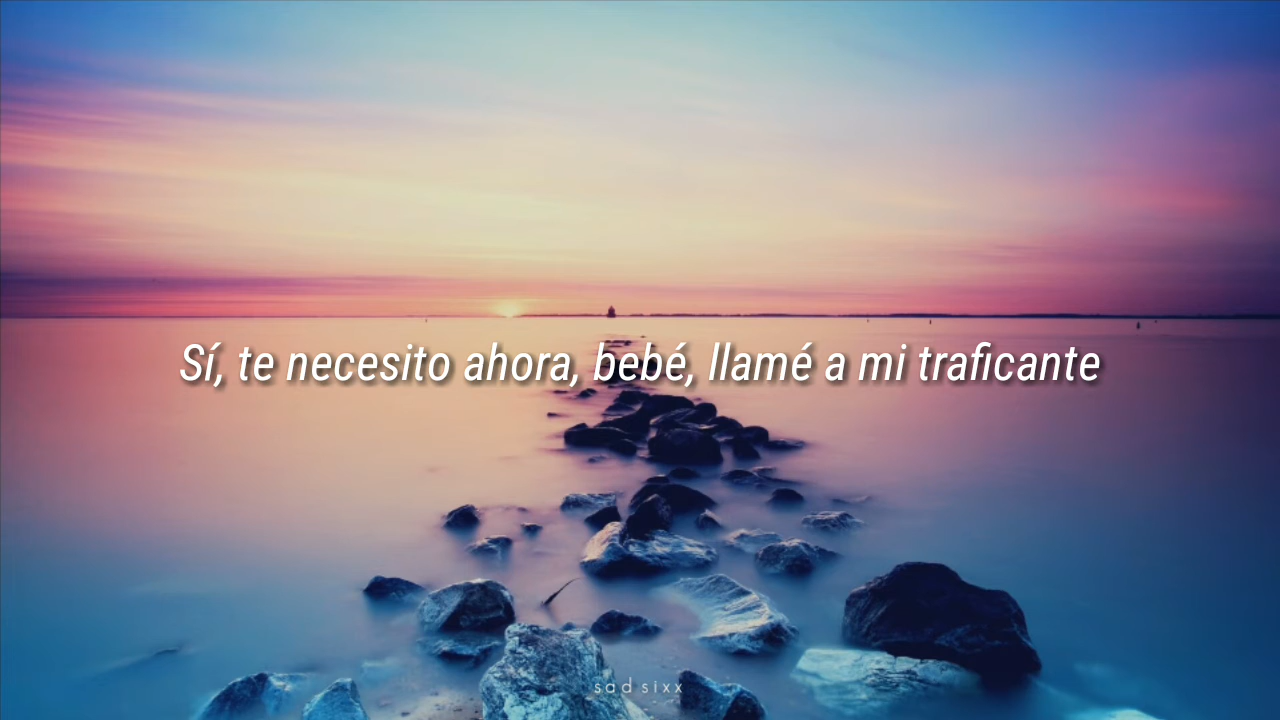 Sí, te necesito ahora, bebé, llamé a mi traficante
sad sixx